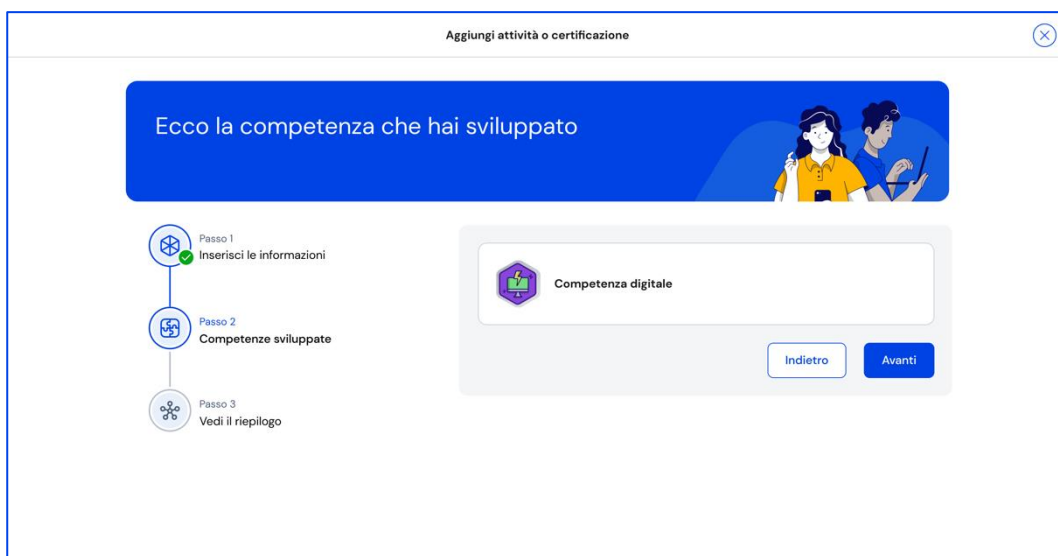 Aggiungi attività o certificazione
Ecco la competenza che hai sviluppato
Passo 1
Inserisci le informazioni
Passo 2
Competenze sviluppate
Passo 3
Vedi il riepilogo
Competenza digitale
Indietro
Avanti